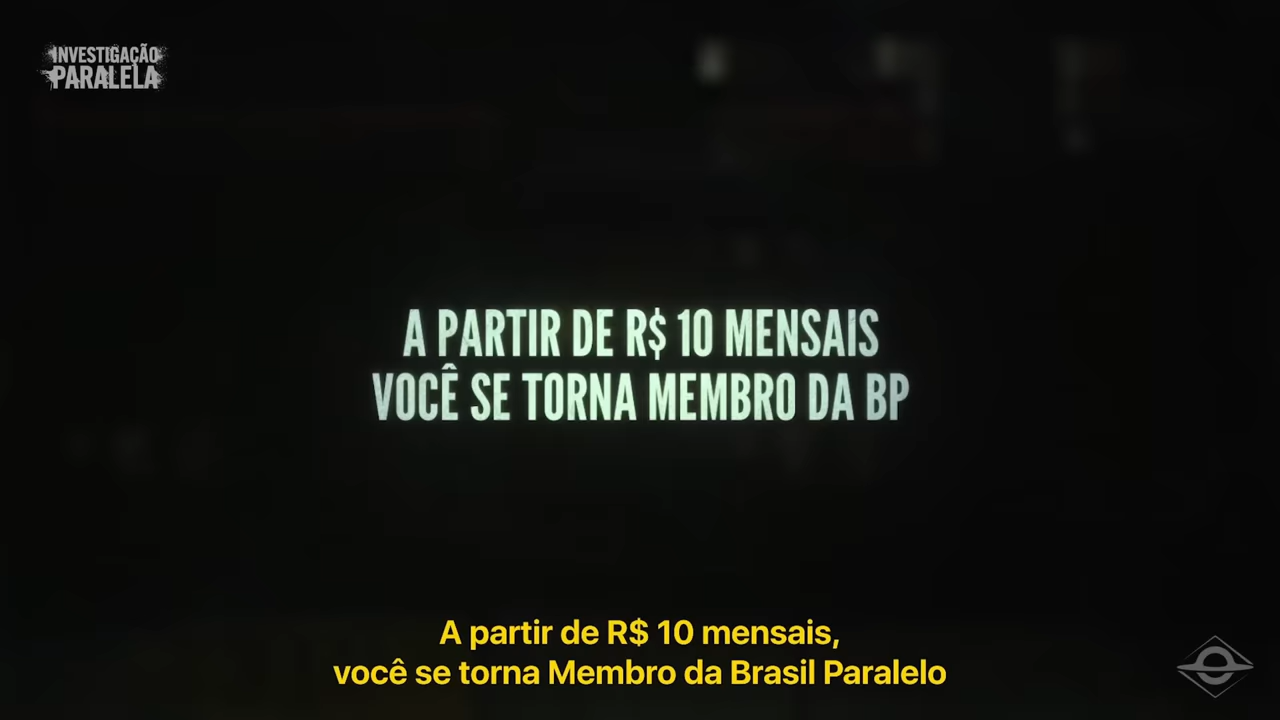 INVESTIGAÇÃO
PARALELA
A PARTIR DE R$ 10 MENSAIS
VOCÊ SE TORNA MEMBRO DA BP
A partir de R$ 10 mensais,
você se torna Membro da Brasil Paralelo